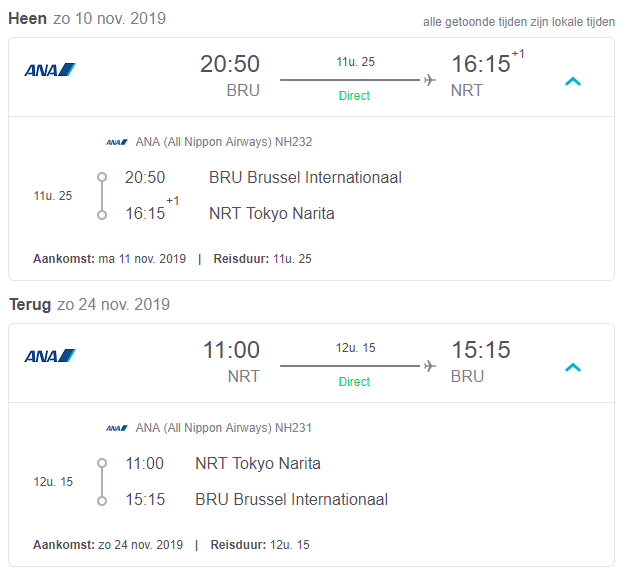 Heen zo 10 nov. 2019
alle getoonde tijden zijn lokale tijden
ANA 20:50 11u. 25 16:15+1
BRU Direct NRT
ANA ANA (All Nippon Airways) NH232
20:50 BRU Brussel Internationaal
11u. 25
16:15+1 NRT Tokyo Narita
Aankomst: ma 11 nov. 2019 | Reisduur: 11u. 25
Terug zo 24 nov. 2019
ANA 11:00 12u. 15 15:15
NRT Direct BRU
ANA ANA (All Nippon Airways) NH231
11:00 NRT Tokyo Narita
12u. 15
15:15 BRU Brussel Internationaal
Aankomst: zo 24 nov. 2019 | Reisduur: 12u. 15